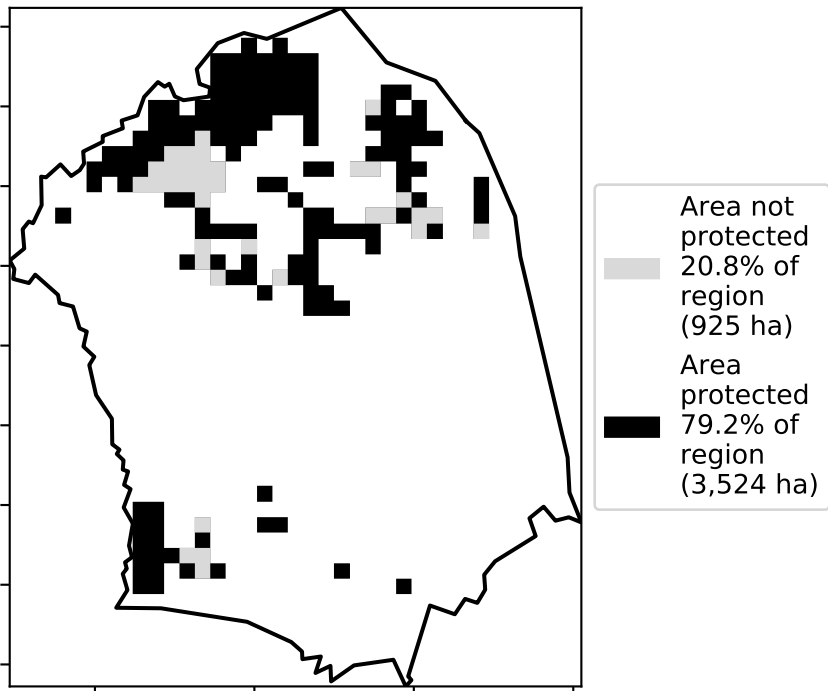 Area not
protected
20.8% of
region
(925 ha)
Area
protected
79.2% of
region
(3,524 ha)